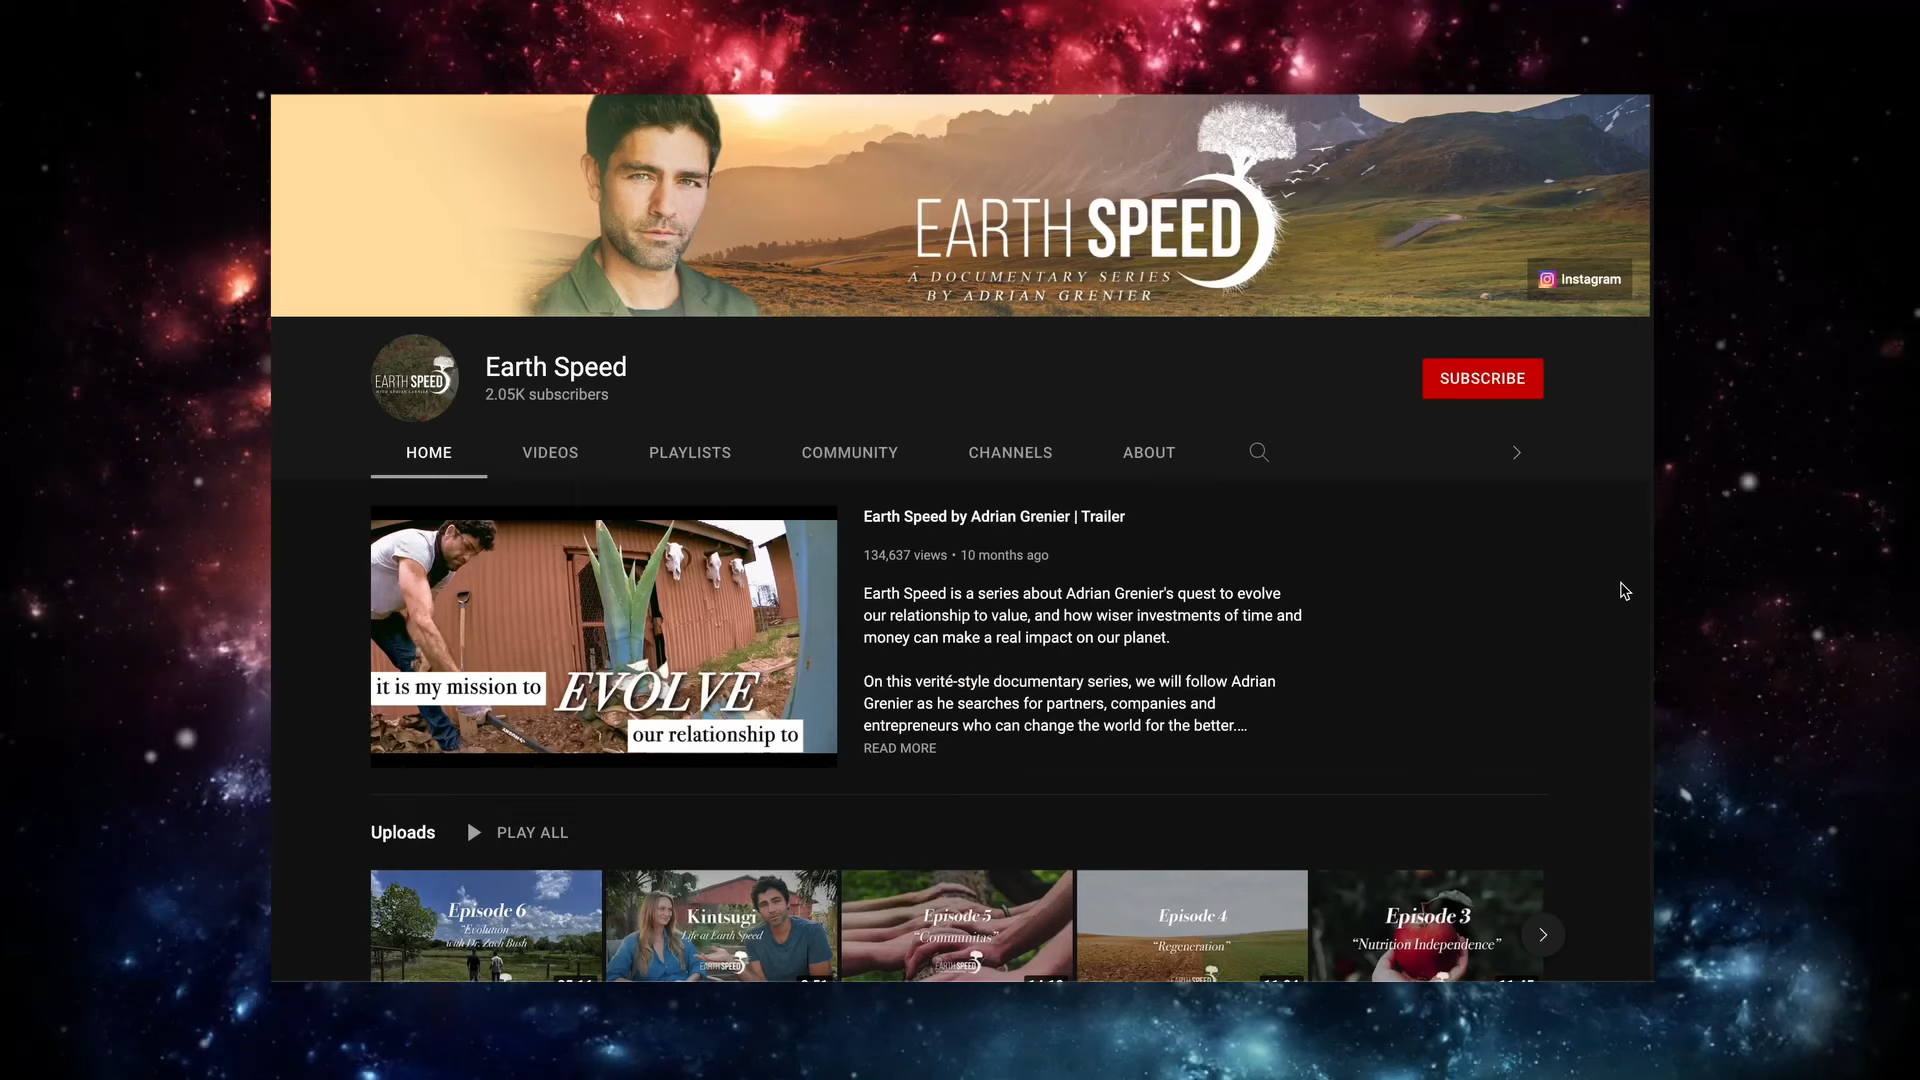 EARTH SPEED
A DOCUMENTARY SERIES
BY ADRIAN GRENIER
Instagram
EARTH SPEED
Earth Speed
2.05K subscribers
SUBSCRIBE
HOME
VIDEOS
PLAYLISTS
COMMUNITY
CHANNELS
ABOUT
it is my mission to
EVOLVE
our relationship to
Earth Speed by Adrian Grenier | Trailer
134,637 views • 10 months ago
Earth Speed is a series about Adrian Grenier's quest to evolve
our relationship to value, and how wiser investments of time and
money can make a real impact on our planet.
On this verité-style documentary series, we will follow Adrian
Grenier as he searches for partners, companies and
entrepreneurs who can change the world for the better....
READ MORE
Uploads
PLAY ALL
Episode 6
"Evolution"
with Dr. Zach Bush
Kintsugi
Life at Earth Speed
EARTH SPEED
Episode 5
"Communitas"
EARTH SPEED
Episode 4
"Regeneration"
EARTH SPEED
Episode 3
"Nutrition Independence"